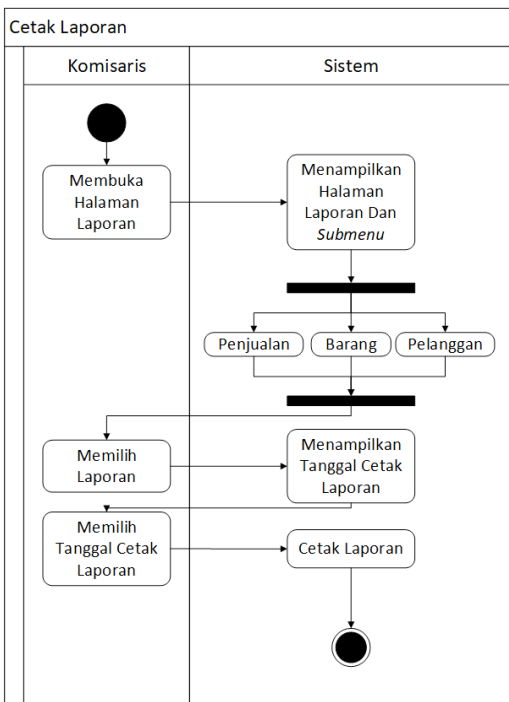 Cetak Laporan
Komisaris
Sistem
Membuka
Halaman
Laporan
Menampilkan
Halaman
Laporan Dan
Submenu
Penjualan
Barang
Pelanggan
Memilih
Laporan
Menampilkan
Tanggal Cetak
Laporan
Memilih
Tanggal Cetak
Laporan
Cetak Laporan